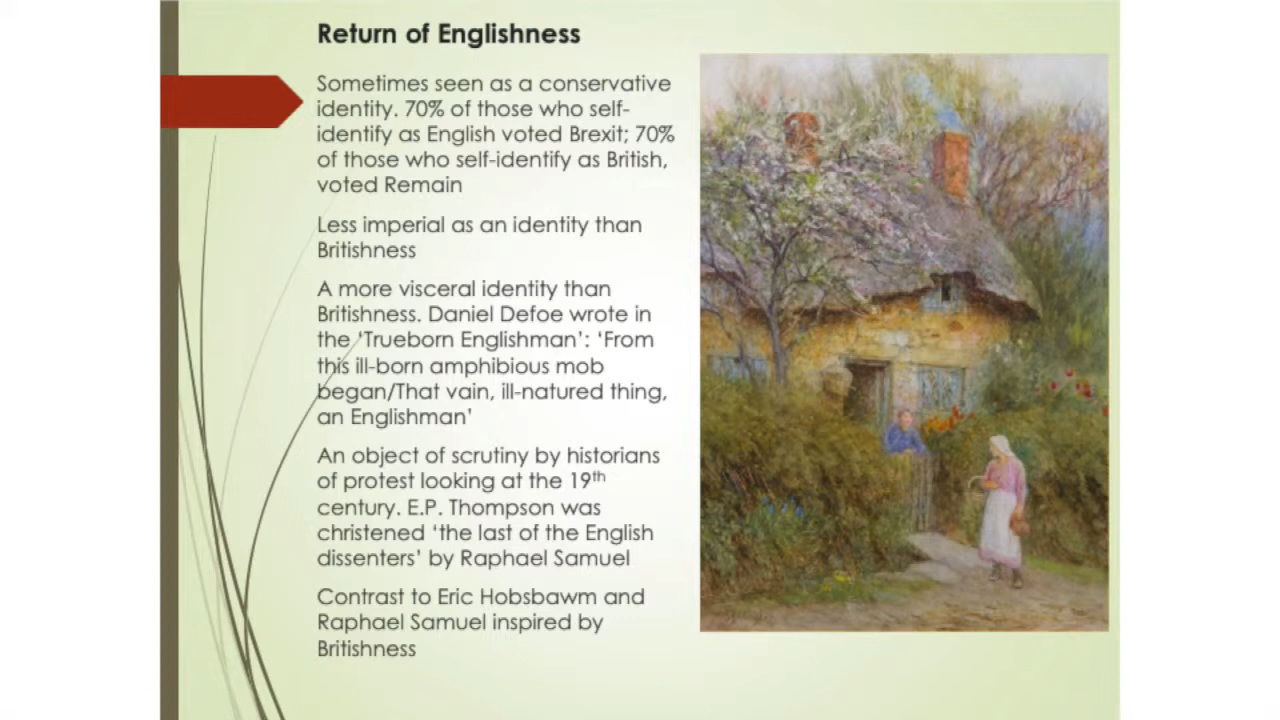 Return of Englishness
Sometimes seen as a conservative
identity. 70% of those who self-
identify as English voted Brexit; 70%
of those who self-identify as British,
voted Remain
Less imperial as an identity than
Britishness
A more visceral identity than
Britishness. Daniel Defoe wrote in
the ‘Trueborn Englishman’: ‘From
this ill-born amphibious mob
began/That vain, ill-natured thing,
an Englishman’
An object of scrutiny by historians
of protest looking at the 19th
century. E.P. Thompson was
christened ‘the last of the English
dissenters’ by Raphael Samuel
Contrast to Eric Hobsbawm and
Raphael Samuel inspired by
Britishness